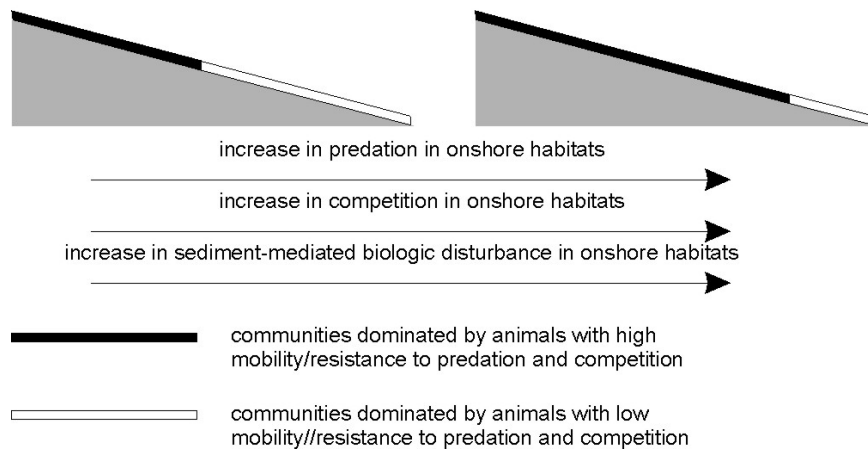 increase in predation in onshore habitats
increase in competition in onshore habitats
increase in sediment-mediated biologic disturbance in onshore habitats
communities dominated by animals with high
mobility/resistance to predation and competition
communities dominated by animals with low
mobility//resistance to predation and competition